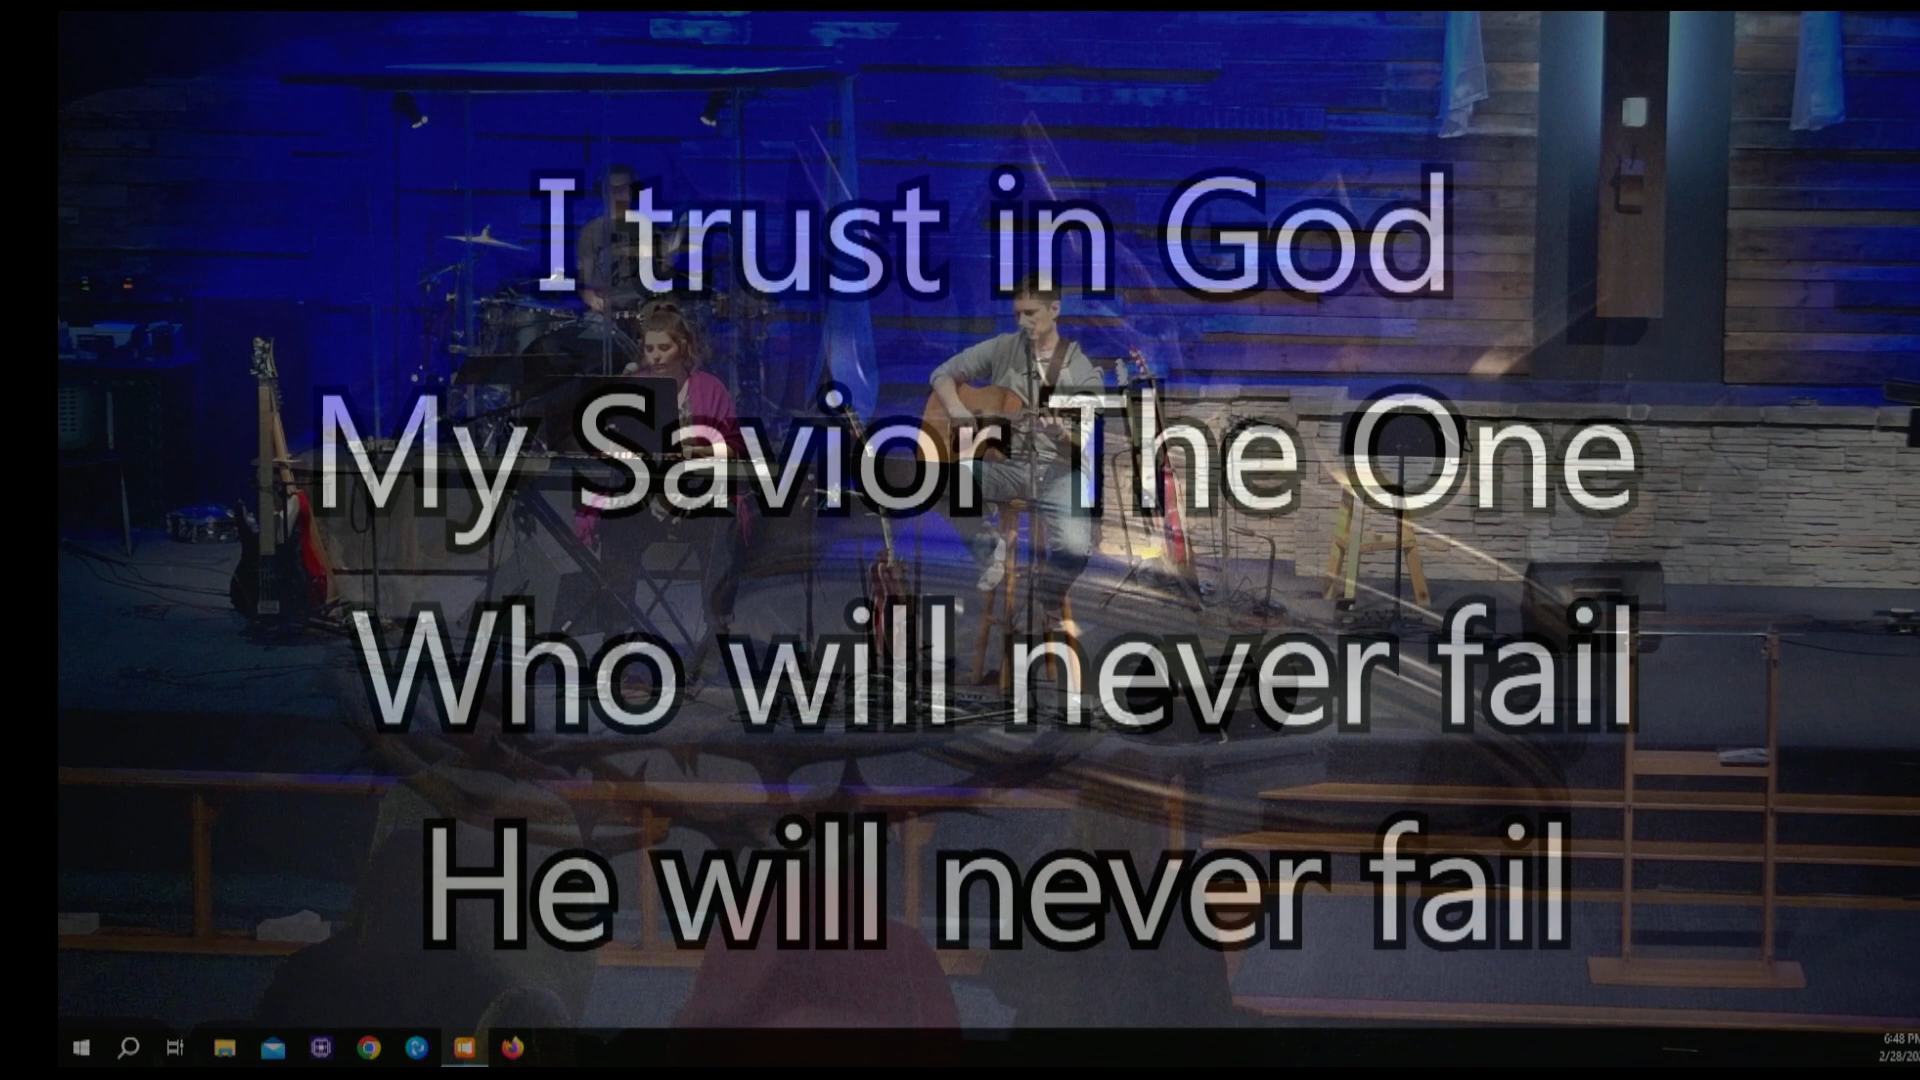 I trust in God
My Savior The One
Who will never fail
He will never fail
6:48 PM